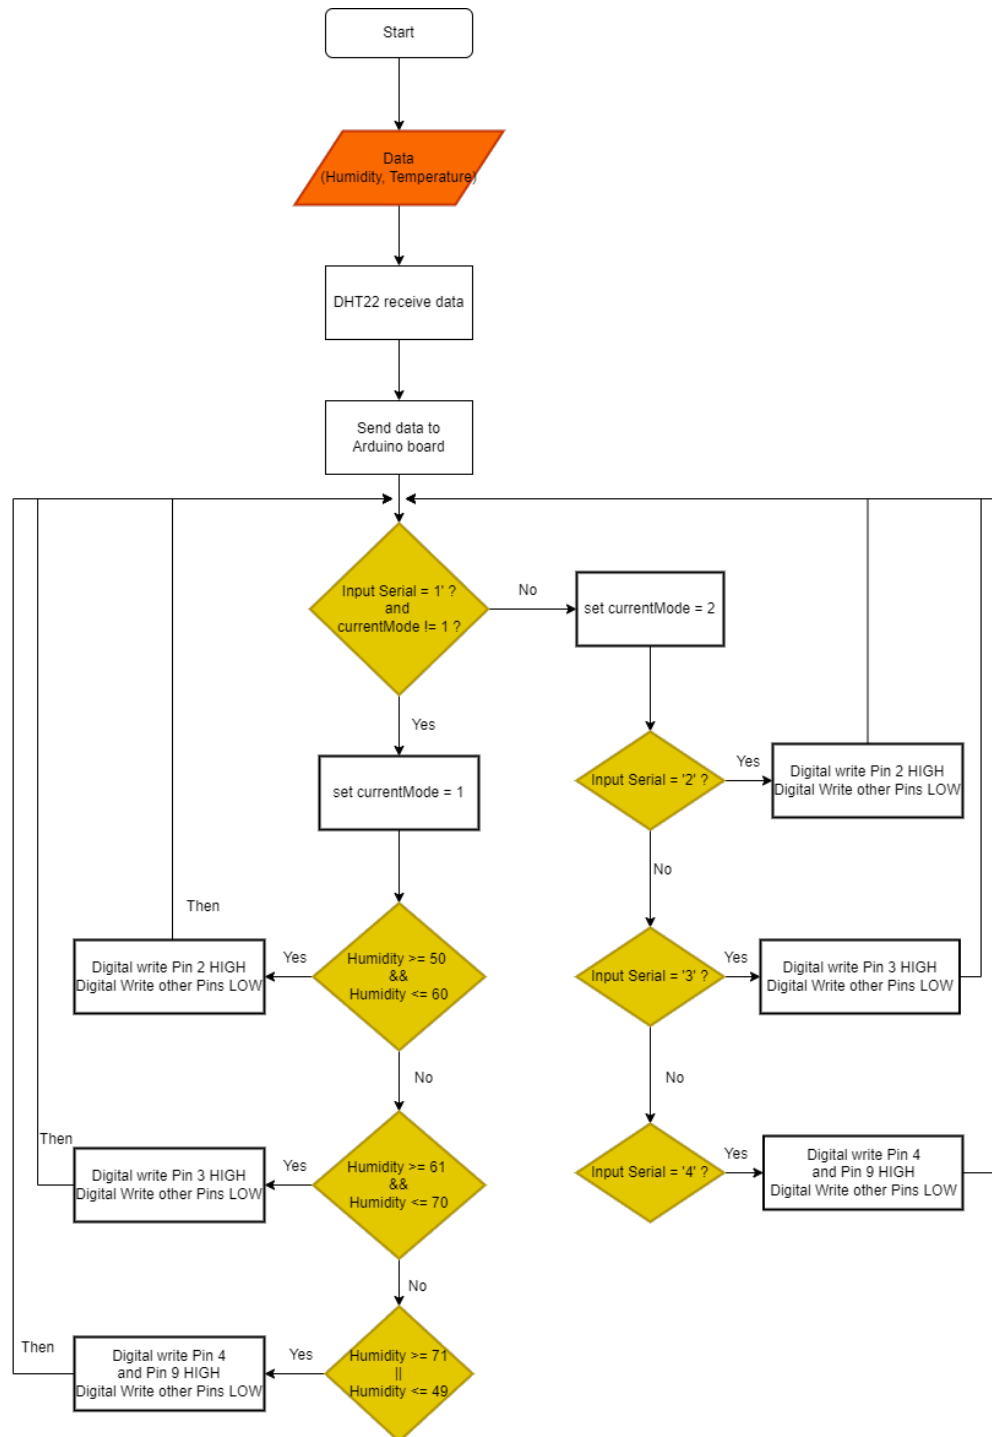 Start
Data
(Humidity, Temperature)
DHT22 receive data
Send data to
Arduino board
Input Serial = 1' ?
and
currentMode != 1 ?
No
set currentMode = 2
Yes
set currentMode = 1
Input Serial = '2' ?
Yes
Digital write Pin 2 HIGH
Digital Write other Pins LOW
No
Then
Humidity >= 50
&&
Humidity <= 60
Yes
Digital write Pin 2 HIGH
Digital Write other Pins LOW
Input Serial = '3' ?
Yes
Digital write Pin 3 HIGH
Digital Write other Pins LOW
No
No
Then
Humidity >= 61
&&
Humidity <= 70
Yes
Digital write Pin 3 HIGH
Digital Write other Pins LOW
Input Serial = '4' ?
Yes
Digital write Pin 4
and Pin 9 HIGH
Digital Write other Pins LOW
No
Then
Humidity >= 71
||
Humidity <= 49
Yes
Digital write Pin 4
and Pin 9 HIGH
Digital Write other Pins LOW